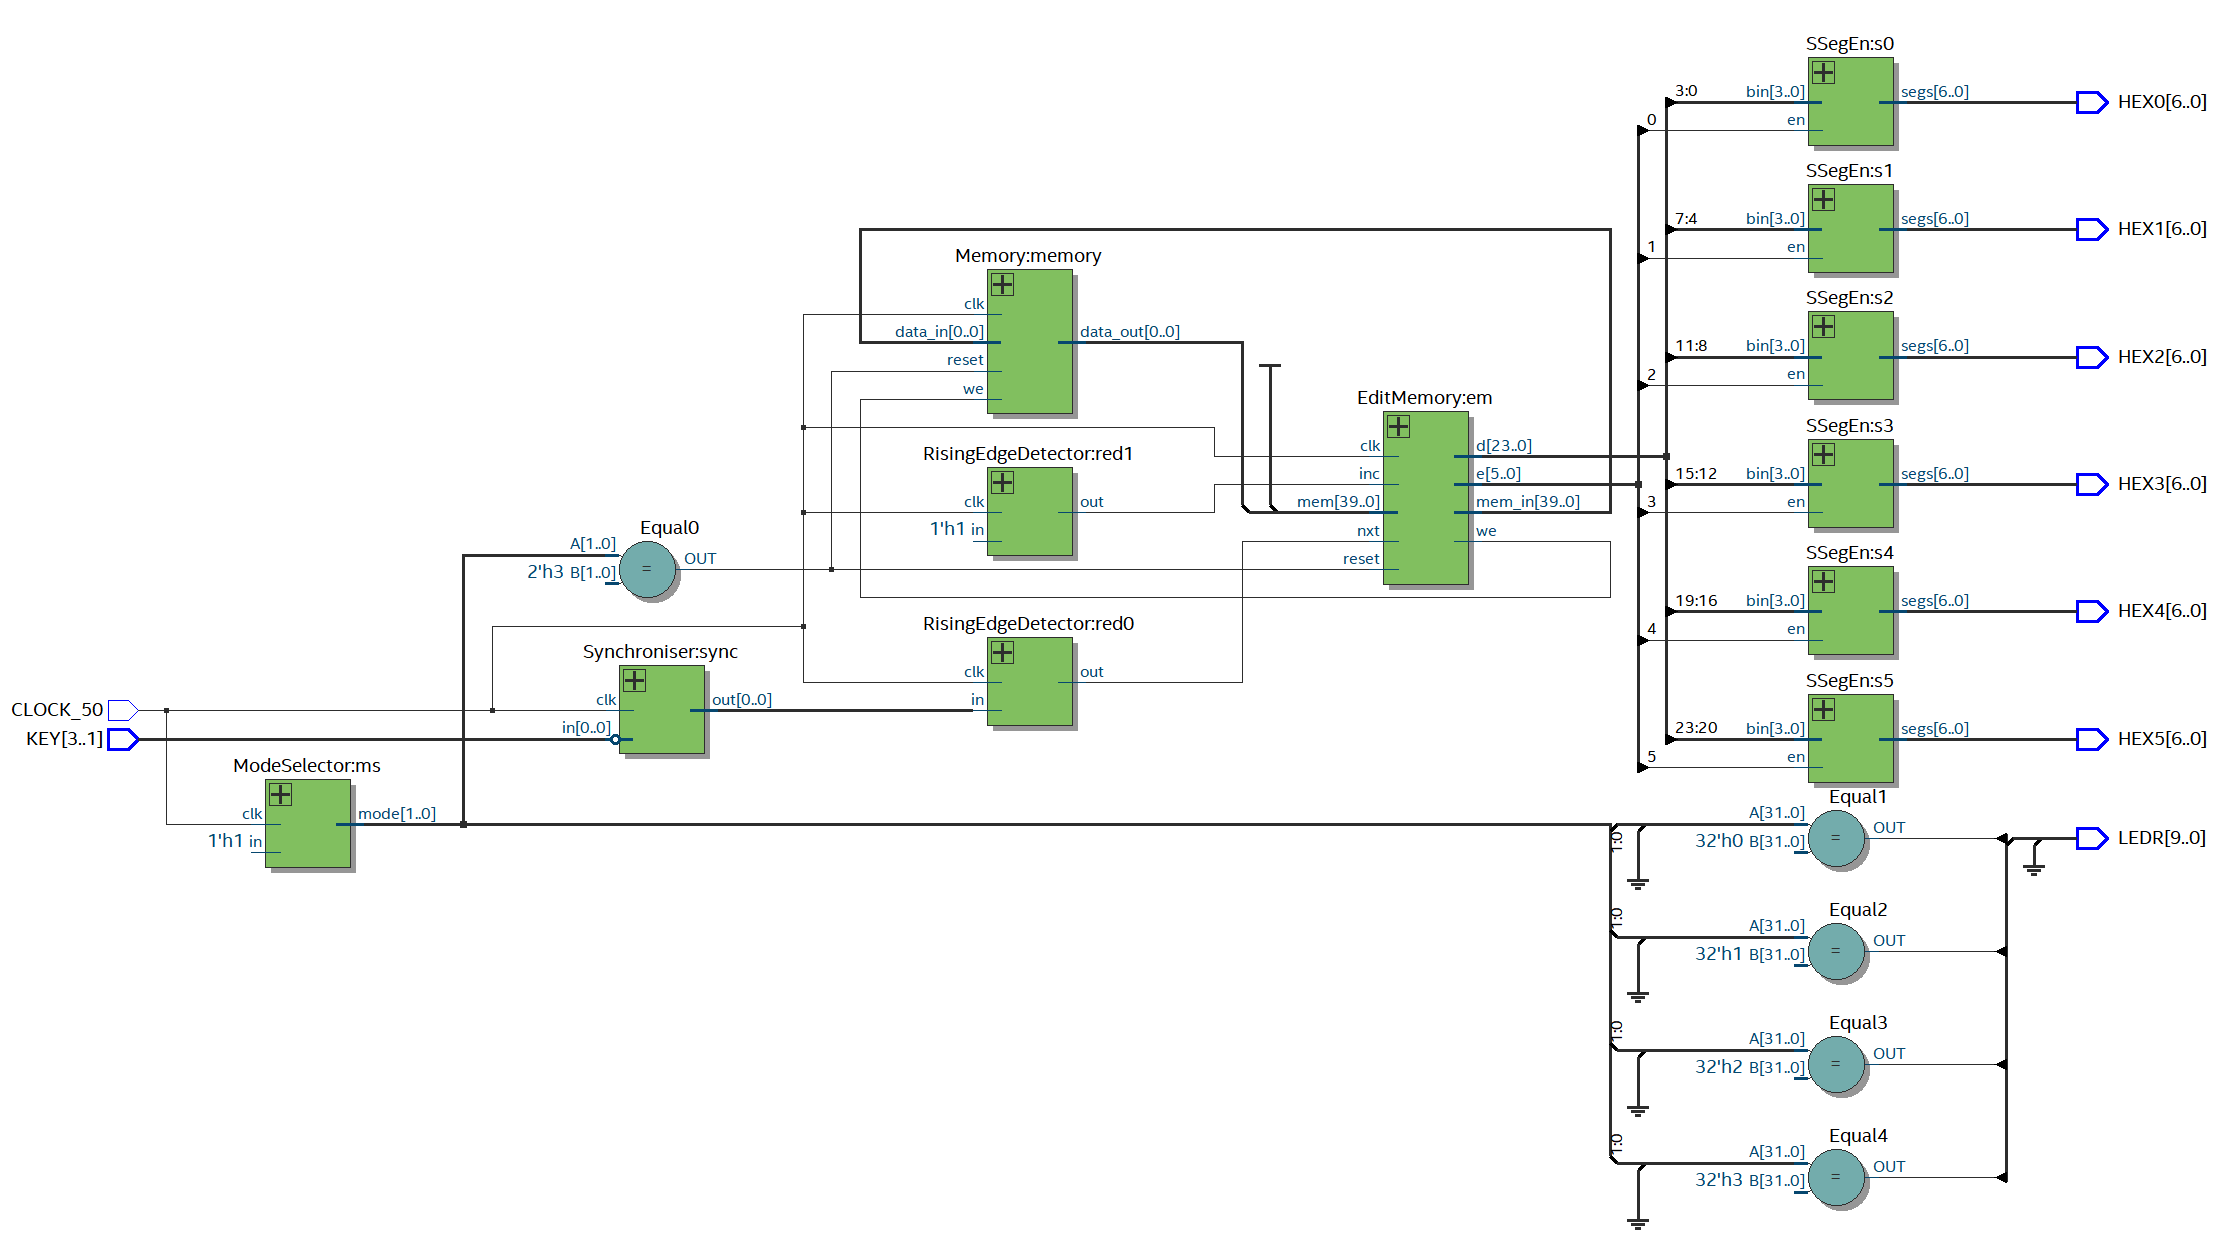 CLOCK_50
KEY[3..1]
ModeSelector:ms
clk
1'h1 in
mode[1..0]
Equal0
A[1..0]
2'h3 B[1..0]
=
OUT
Synchroniser:sync
clk
in[0..0]
out[0..0]
Memory:memory
clk
data_in[0..0]
reset
we
data_out[0..0]
RisingEdgeDetector:red1
clk
1'h1 in
out
RisingEdgeDetector:red0
clk
in
out
EditMemory:em
clk
inc
mem[39..0]
nxt
reset
d[23..0]
e[5..0]
mem_in[39..0]
we
SSegEn:s0
3:0
bin[3..0]
0
en
segs[6..0]
HEX0[6..0]
SSegEn:s1
7:4
bin[3..0]
1
en
segs[6..0]
HEX1[6..0]
SSegEn:s2
11:8
bin[3..0]
2
en
segs[6..0]
HEX2[6..0]
SSegEn:s3
15:12
bin[3..0]
3
en
segs[6..0]
HEX3[6..0]
SSegEn:s4
19:16
bin[3..0]
4
en
segs[6..0]
HEX4[6..0]
SSegEn:s5
23:20
bin[3..0]
5
en
segs[6..0]
HEX5[6..0]
Equal1
1:0
A[31..0]
32'h0 B[31..0]
=
OUT
LEDR[9..0]
Equal2
1:0
A[31..0]
32'h1 B[31..0]
=
OUT
Equal3
1:0
A[31..0]
32'h2 B[31..0]
=
OUT
Equal4
1:0
A[31..0]
32'h3 B[31..0]
=
OUT